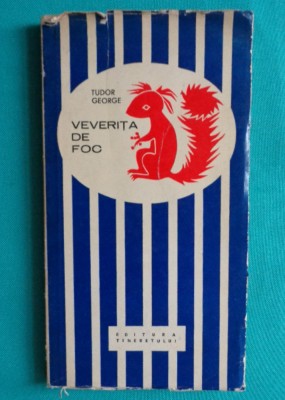 TUDOR
GEORGE
VEVERIȚA
DE
FOC
EDITURA
TINERETULUI